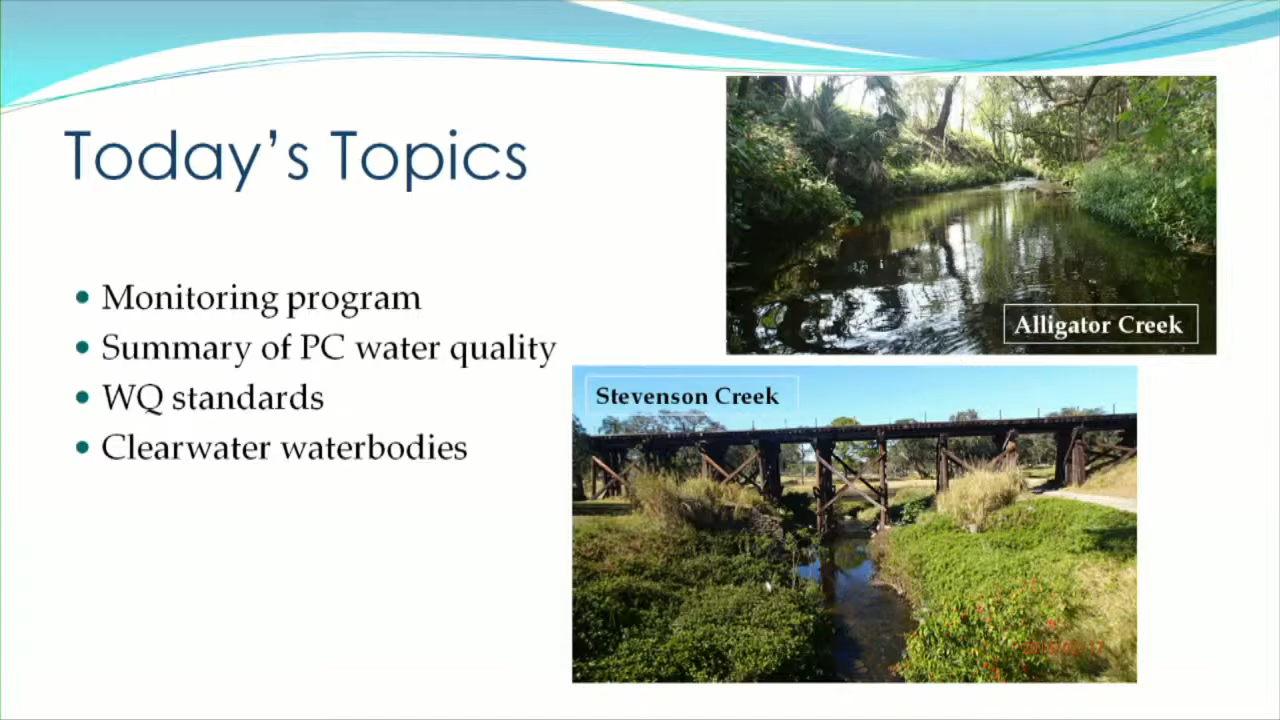 Today's Topics
Monitoring program
Summary of PC water quality
WQ standards
Clearwater waterbodies
Alligator Creek
Stevenson Creek